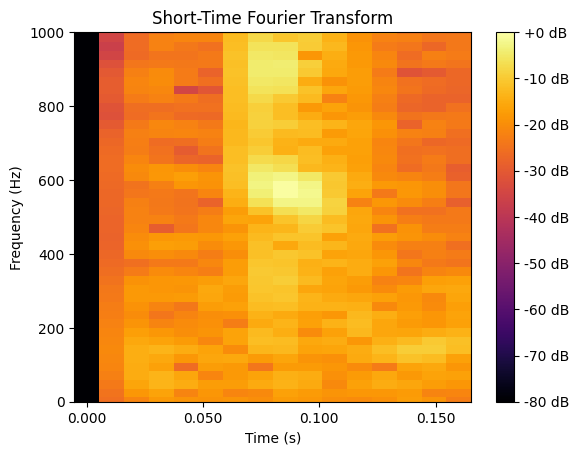 Short-Time Fourier Transform
1000
800
600
400
200
0
Frequency (Hz)
0.000
0.050
0.100
0.150
Time (s)
+0 dB
-10 dB
-20 dB
-30 dB
-40 dB
-50 dB
-60 dB
-70 dB
-80 dB